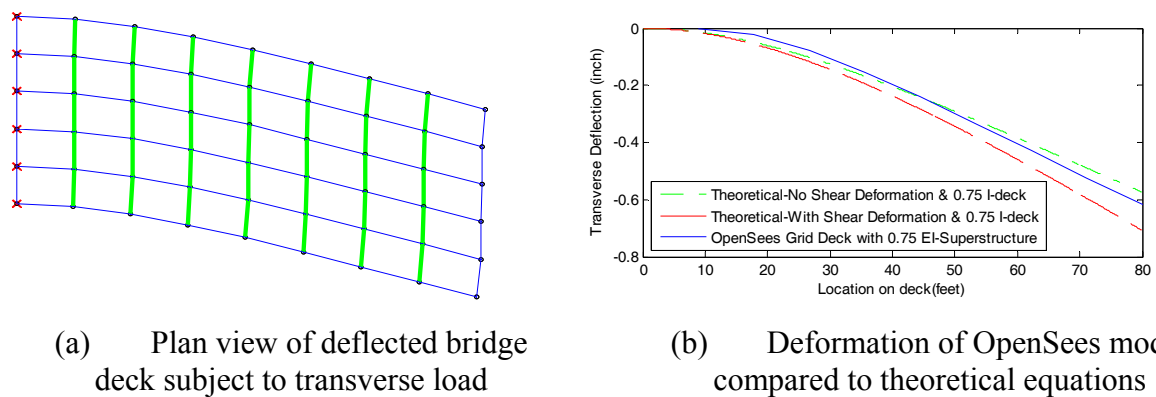 0
-0.2
-0.4
-0.6
-0.8
Transverse Deflection (inch)
Theoretical-No Shear Deformation & 0.75 I-deck
Theoretical-With Shear Deformation & 0.75 I-deck
OpenSees Grid Deck with 0.75 EI-Superstructure
0 10 20 30 40 50 60 70 80
Location on deck(feet)
(a) Plan view of deflected bridge
deck subject to transverse load
(b) Deformation of OpenSees mod
compared to theoretical equations